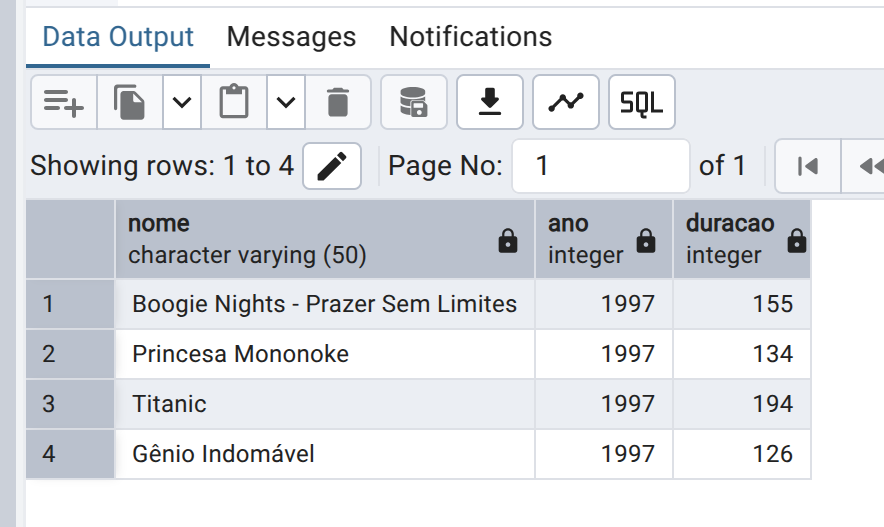 Data Output Messages Notifications
SQL
Showing rows: 1 to 4 Page No: 1 of 1
nome ano duracao
character varying (50) integer integer
1 Boogie Nights - Prazer Sem Limites 1997 155
2 Princesa Mononoke 1997 134
3 Titanic 1997 194
4 Gênio Indomável 1997 126